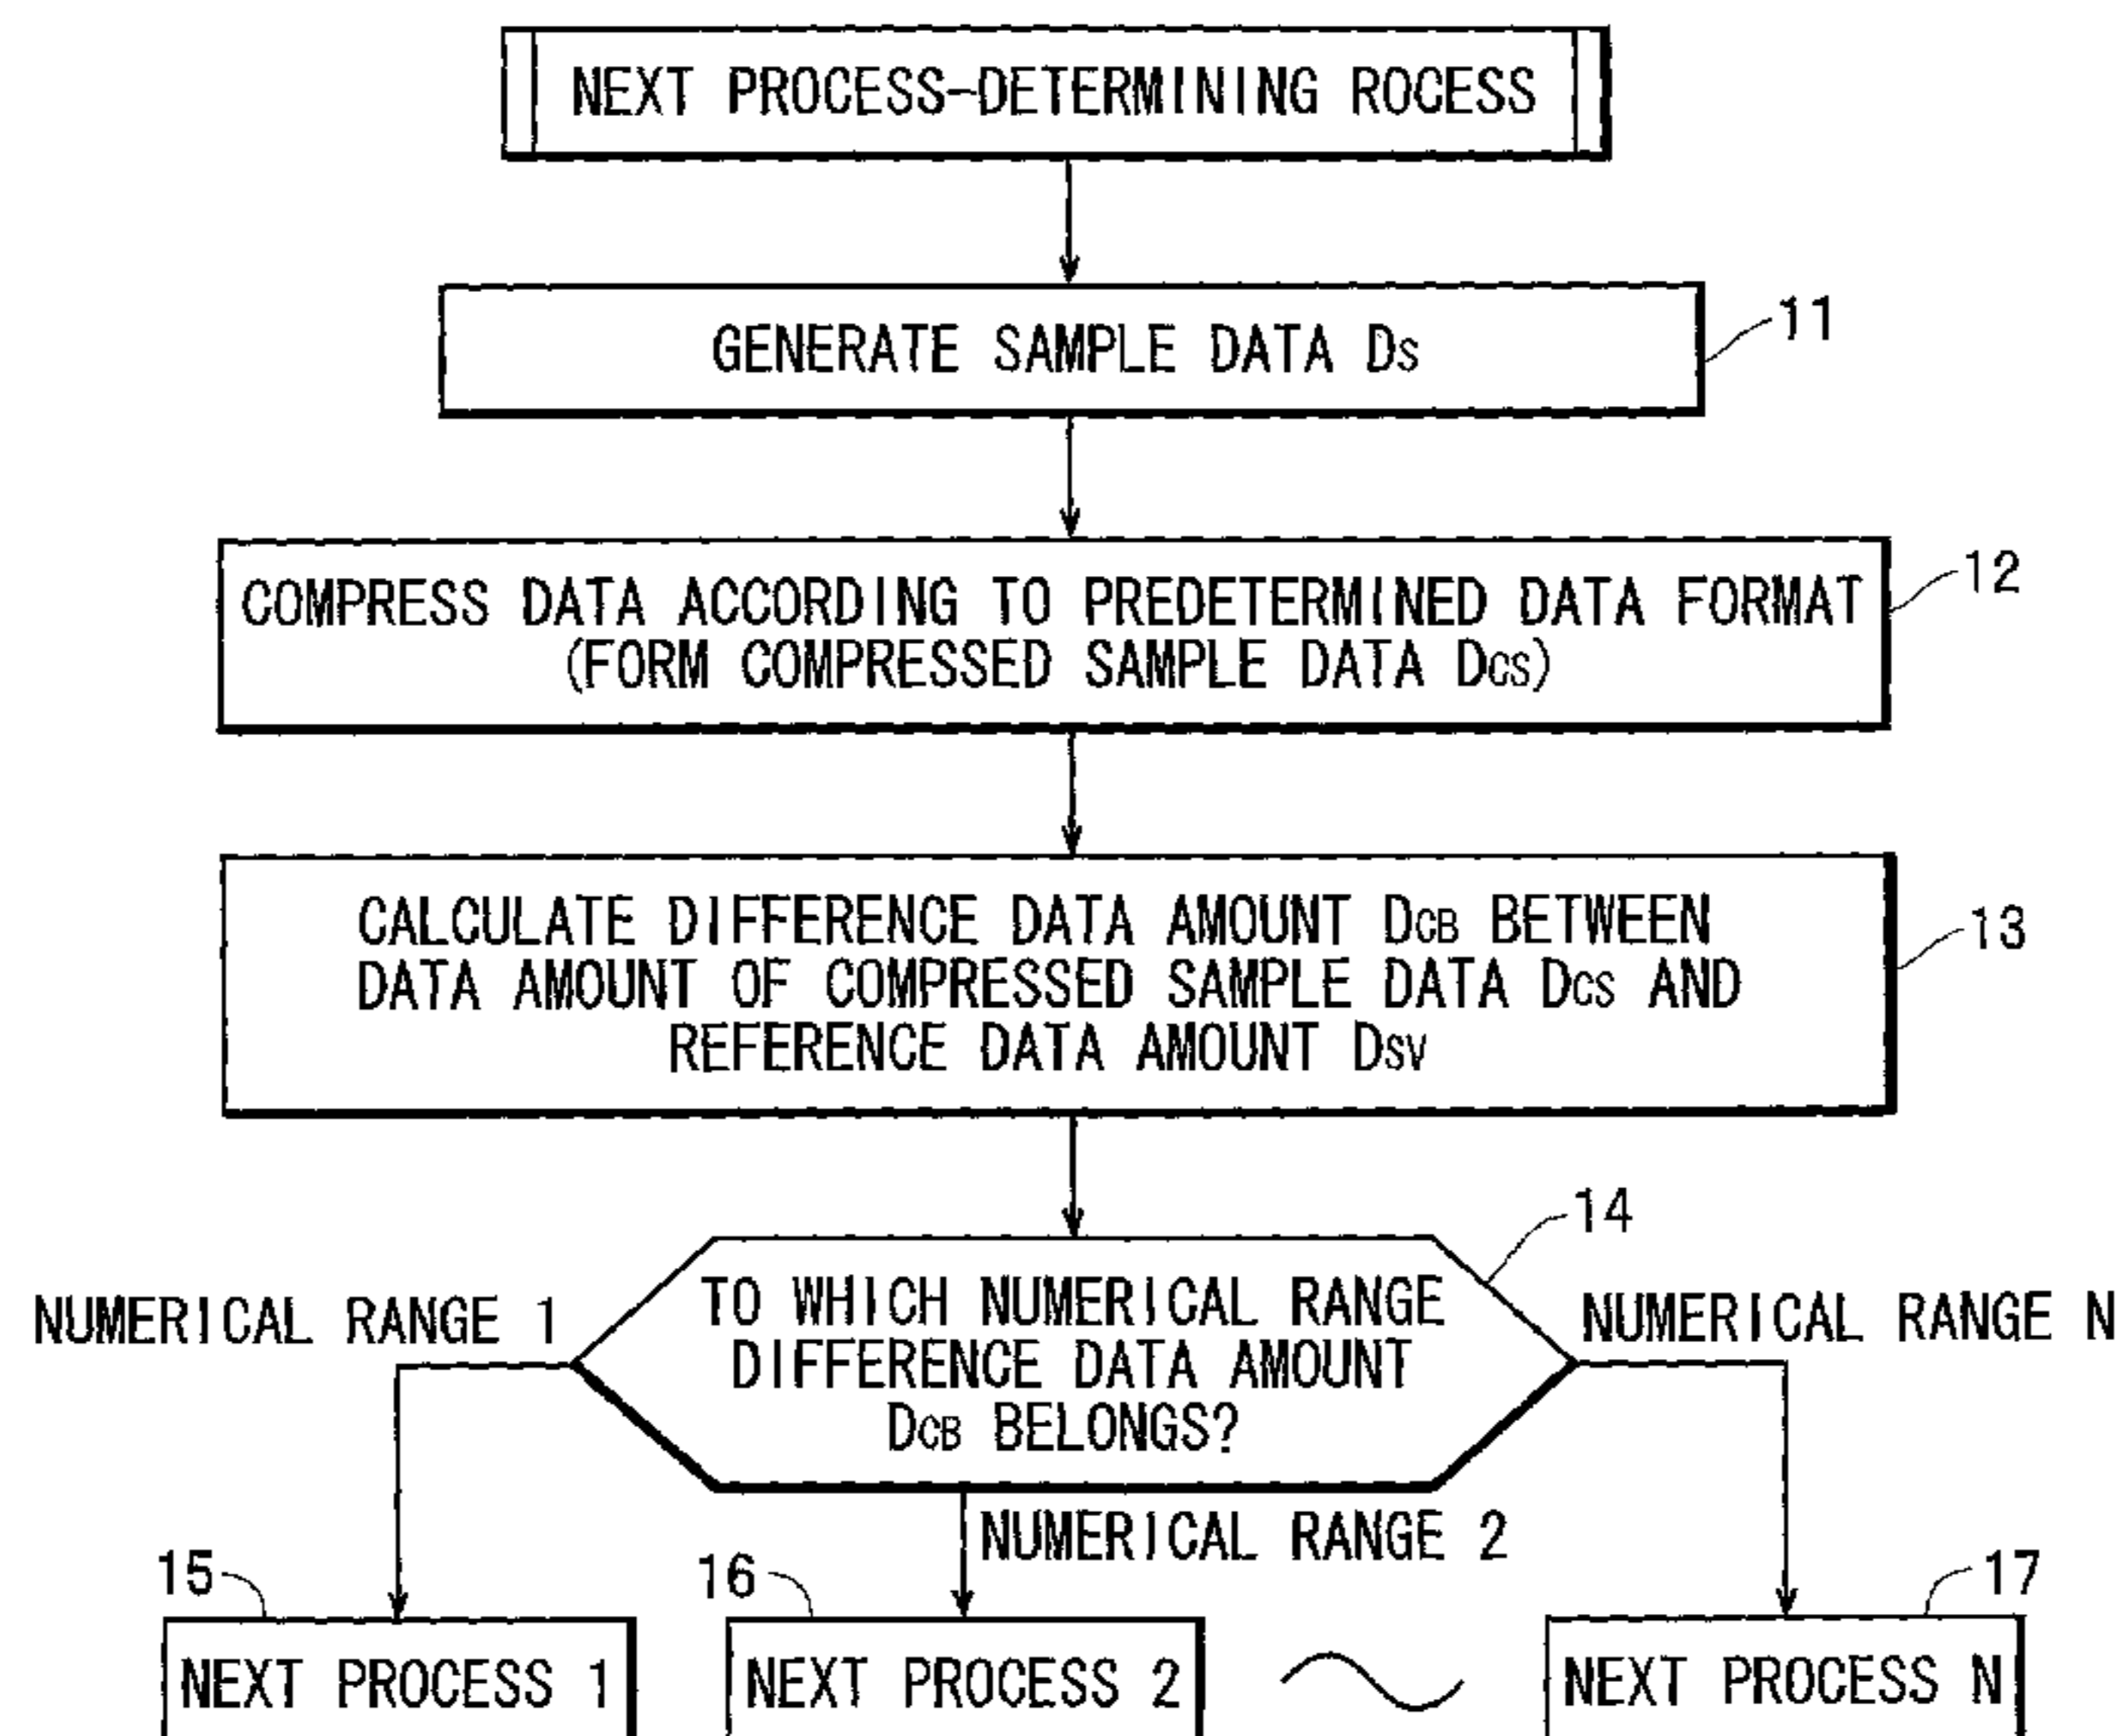 NEXT PROCESS-DETERMINING ROCESS
GENERATE SAMPLE DATA DS
11
COMPRESS DATA ACCORDING TO PREDETERMINED DATA FORMAT
(FORM COMPRESSED SAMPLE DATA DCS)
12
CALCULATE DIFFERENCE DATA AMOUNT DCB BETWEEN
DATA AMOUNT OF COMPRESSED SAMPLE DATA DCS AND
REFERENCE DATA AMOUNT DSV
13
14
TO WHICH NUMERICAL RANGE
DIFFERENCE DATA AMOUNT
DCB BELONGS?
NUMERICAL RANGE 1
NUMERICAL RANGE N
NUMERICAL RANGE 2
15
16
17
NEXT PROCESS 1
NEXT PROCESS 2
NEXT PROCESS N